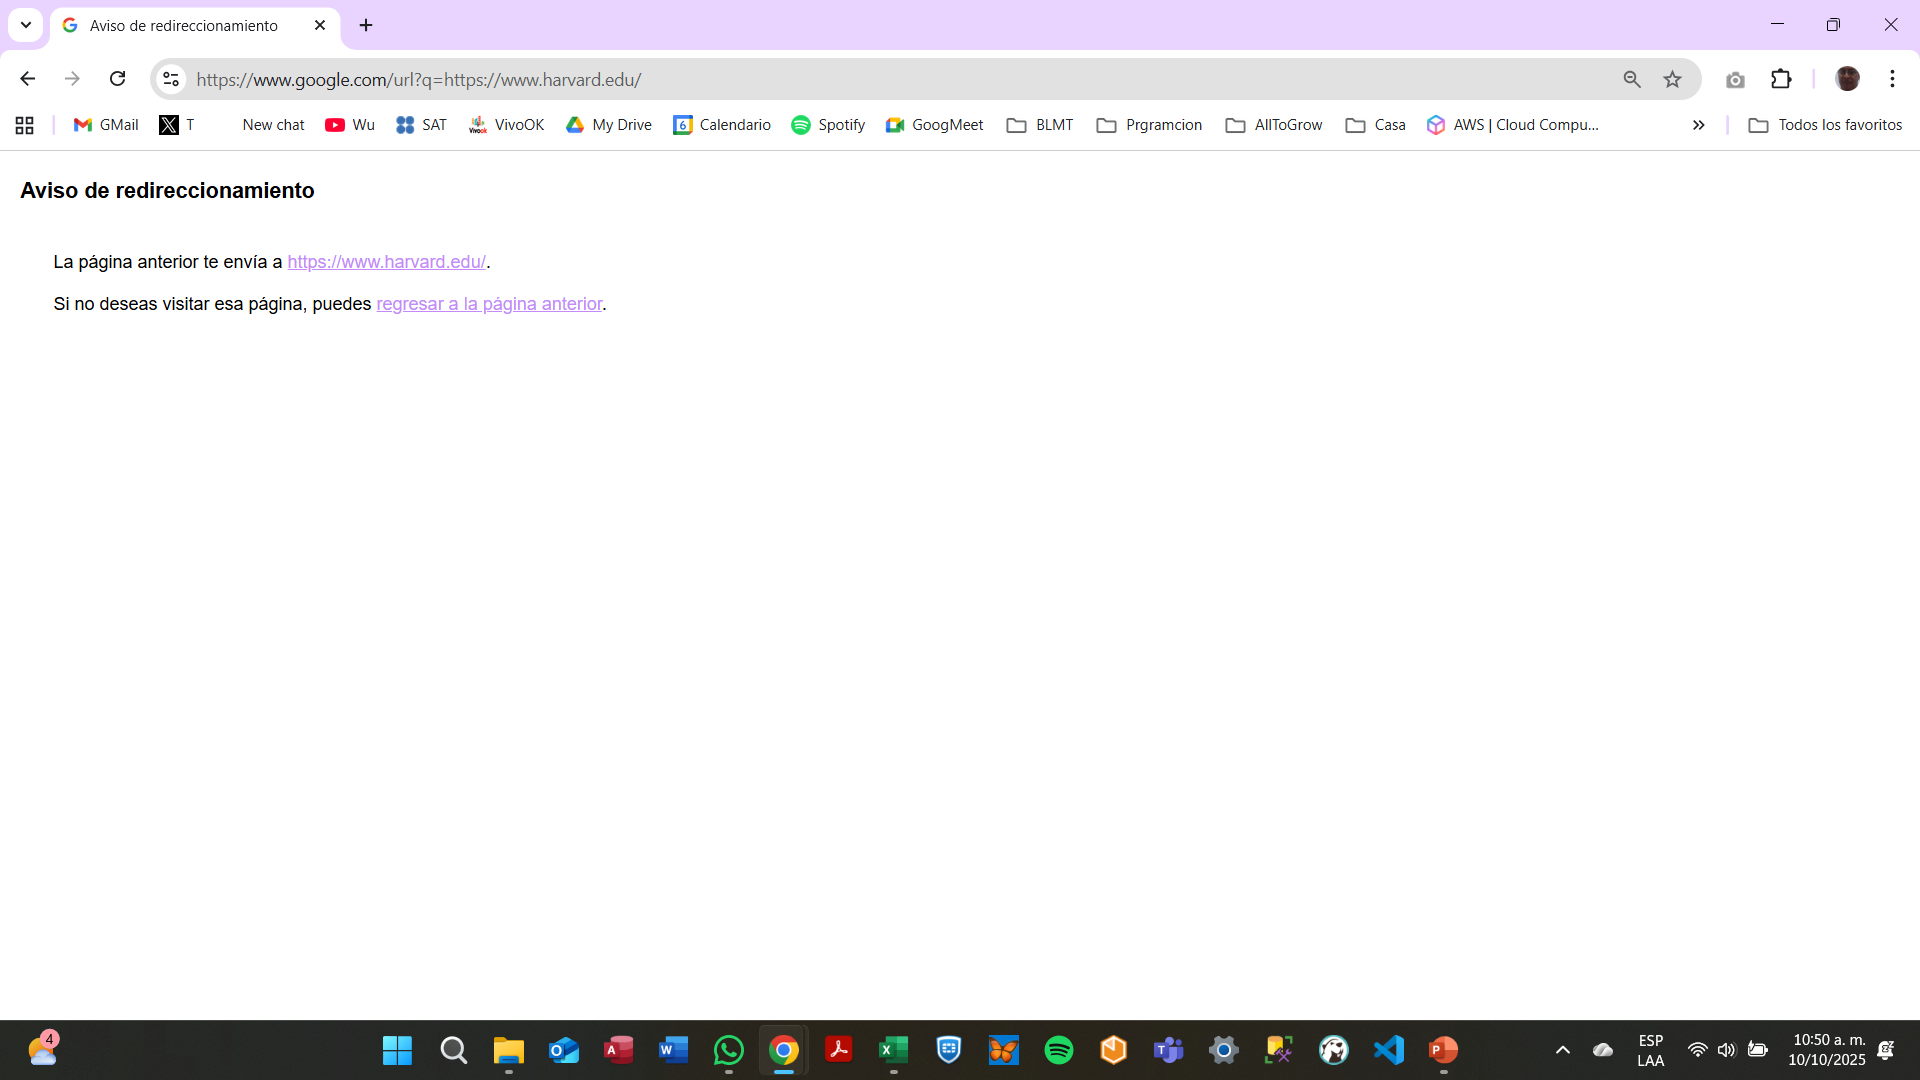 Aviso de redireccionamiento
https://www.google.com/url?q=https://www.harvard.edu/
GMail T New chat Wu SAT VivoOK My Drive 6 Calendario Spotify GoogMeet BLMT Prgramcion AllToGrow Casa AWS | Cloud Compu... Todos los favoritos
Aviso de redireccionamiento
La página anterior te envía a https://www.harvard.edu/.
Si no deseas visitar esa página, puedes regresar a la página anterior.
4
ESP
LAA
10:50 a. m.
10/10/2025